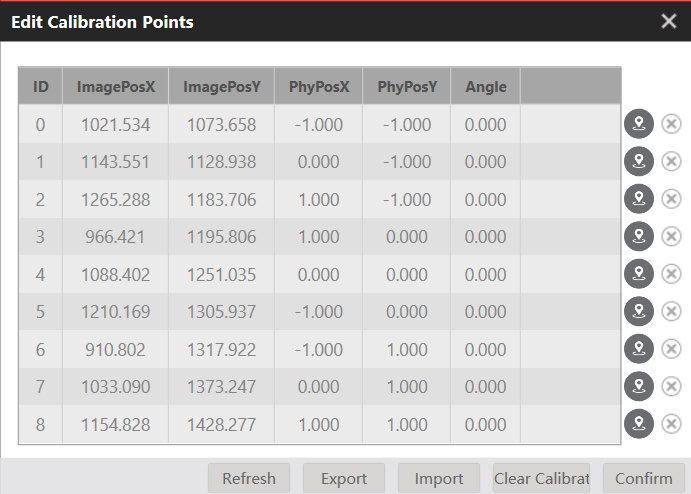 Edit Calibration Points
ID ImagePosX ImagePosY PhyPosX PhyPosY Angle
0 1021.534 1073.658 -1.000 -1.000 0.000
1 1143.551 1128.938 0.000 -1.000 0.000
2 1265.288 1183.706 1.000 -1.000 0.000
3 966.421 1195.806 1.000 0.000 0.000
4 1088.402 1251.035 0.000 0.000 0.000
5 1210.169 1305.937 -1.000 0.000 0.000
6 910.802 1317.922 -1.000 1.000 0.000
7 1033.090 1373.247 0.000 1.000 0.000
8 1154.828 1428.277 1.000 1.000 0.000
Refresh Export Import Clear Calibrat Confirm